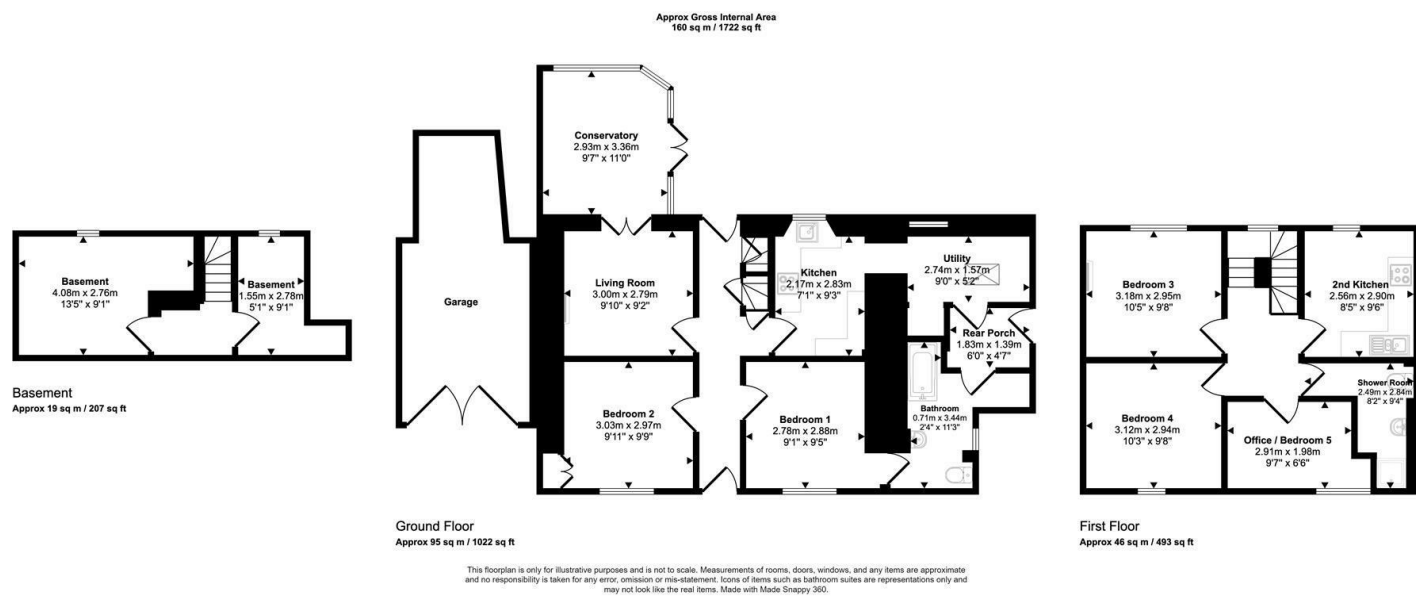 Approx Gross Internal Area
160 sq m / 1722 sq ft
Basement
4.08m x 2.76m
13'5" x 9'1"
Basement
1.55m x 2.78m
5'1" x 9'1"
Basement
Approx 19 sq m / 207 sq ft
Conservatory
2.93m x 3.36m
9'7" x 11'0"
Garage
Living Room
3.00m x 2.79m
9'10" x 9'2"
Kitchen
2.17m x 2.83m
7'1" x 9'3"
Utility
2.74m x 1.57m
9'0" x 5'2"
Rear Porch
1.83m x 1.39m
6'0" x 4'7"
Bedroom 2
3.03m x 2.97m
9'11" x 9'9"
Bedroom 1
2.78m x 2.88m
9'1" x 9'5"
Bathroom
0.71m x 3.44m
2'4" x 11'3"
Ground Floor
Approx 95 sq m / 1022 sq ft
Bedroom 3
3.18m x 2.95m
10'5" x 9'8"
2nd Kitchen
2.56m x 2.90m
8'5" x 9'6"
Bedroom 4
3.12m x 2.94m
10'3" x 9'8"
Office / Bedroom 5
2.91m x 1.98m
9'7" x 6'6"
Shower Room
2.49m x 2.84m
8'2" x 9'4"
First Floor
Approx 46 sq m / 493 sq ft
This floorplan is only for illustrative purposes and is not to scale. Measurements of rooms, doors, windows, and any items are approximate
and no responsibility is taken for any error, omission or mis-statement. Icons of items such as bathroom suites are representations only and
may not look like the real items. Made with Made Snappy 360.